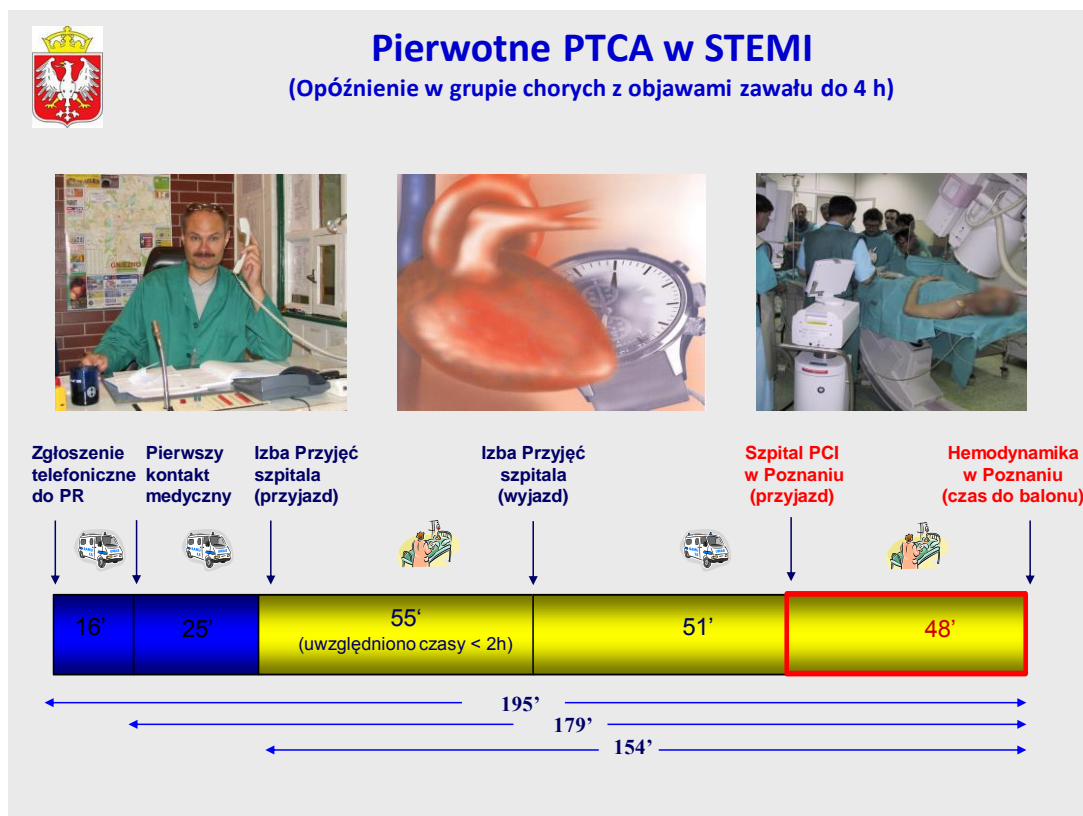 Pierwotne PTCA w STEMI
(Opóźnienie w grupie chorych z objawami zawału do 4 h)
GNIEZNO
Zgłoszenie
telefoniczne
do PR
Pierwszy
kontakt
medyczny
Izba Przyjęć
szpitala
(przyjazd)
Izba Przyjęć
szpitala
(wyjazd)
Szpital PCI
w Poznaniu
(przyjazd)
Hemodynamika
w Poznaniu
(czas do balonu)
16’
25’
55‘
(uwzględniono czasy < 2h)
51’
48’
195’
179’
154’